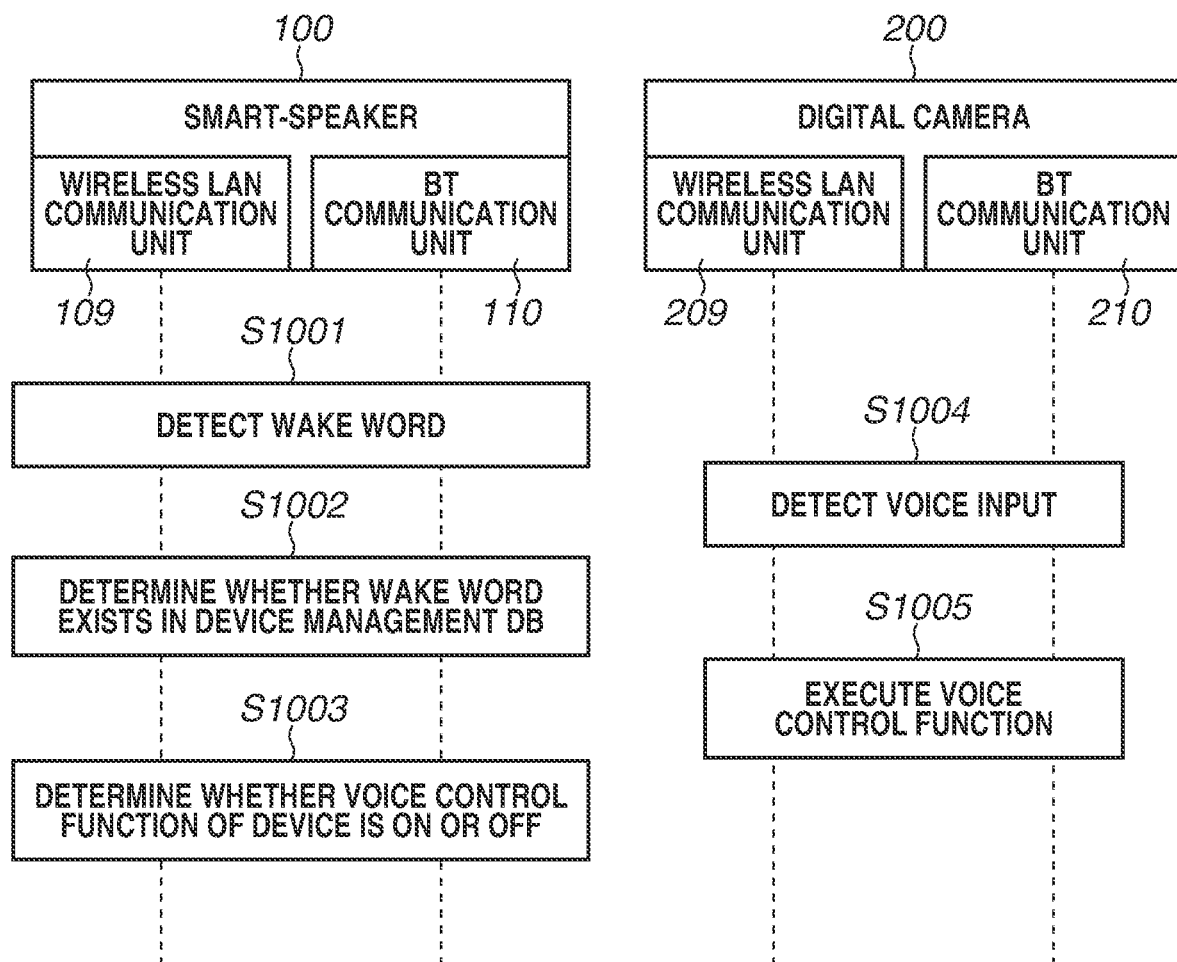 100
SMART-SPEAKER
WIRELESS LAN
COMMUNICATION
UNIT
BT
COMMUNICATION
UNIT
109
110
200
DIGITAL CAMERA
WIRELESS LAN
COMMUNICATION
UNIT
BT
COMMUNICATION
UNIT
209
210
S1001
DETECT WAKE WORD
S1002
DETERMINE WHETHER WAKE WORD
EXISTS IN DEVICE MANAGEMENT DB
S1003
DETERMINE WHETHER VOICE CONTROL
FUNCTION OF DEVICE IS ON OR OFF
S1004
DETECT VOICE INPUT
S1005
EXECUTE VOICE
CONTROL FUNCTION